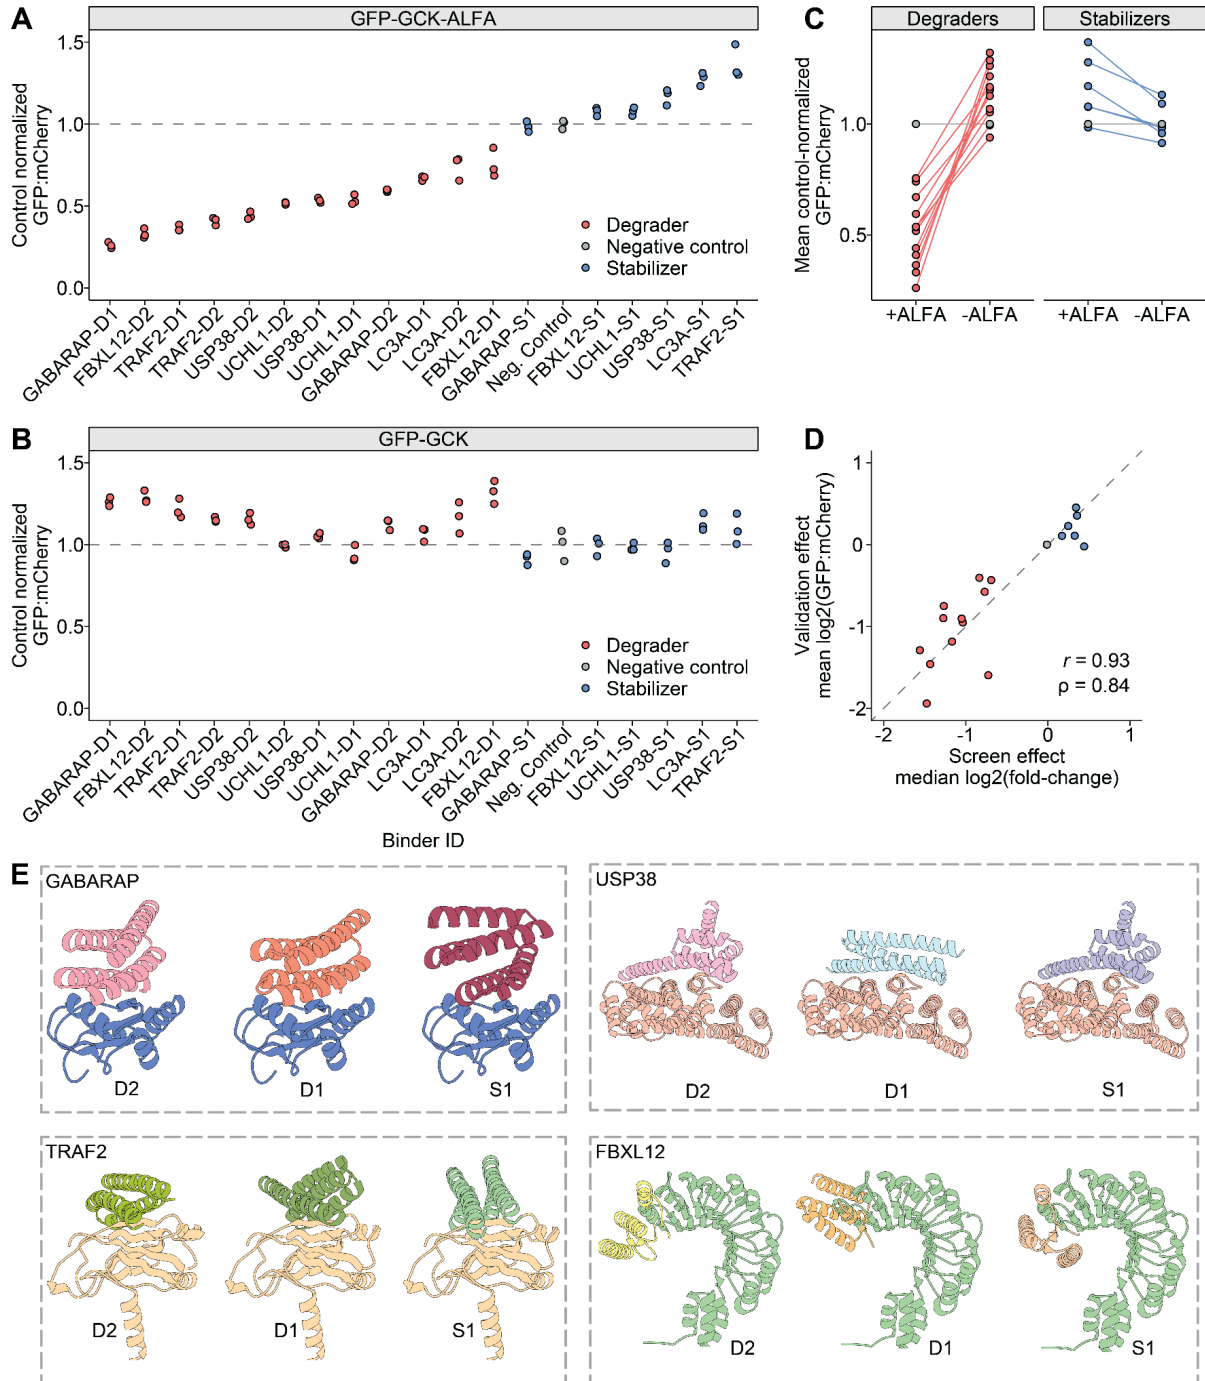 A
GFP-GCK-ALFA
Control normalized
GFP:mCherry
1.5
1.0
0.5
0.0
Degrader
Negative control
Stabilizer
GABARAP-D1
FBXL12-D2
TRAF2-D1
TRAF2-D2
USP38-D2
UCHL1-D2
USP38-D1
UCHL1-D1
GABARAP-D2
LC3A-D1
LC3A-D2
FBXL12-D1
GABARAP-S1
Neg. Control
FBXL12-S1
UCHL1-S1
USP38-S1
LC3A-S1
TRAF2-S1
C
Degraders
Stabilizers
Mean control-normalized
GFP:mCherry
1.0
0.5
+ALFA
-ALFA
+ALFA
-ALFA
B
GFP-GCK
Control normalized
GFP:mCherry
1.5
1.0
0.5
0.0
Degrader
Negative control
Stabilizer
GABARAP-D1
FBXL12-D2
TRAF2-D1
TRAF2-D2
USP38-D2
UCHL1-D2
USP38-D1
UCHL1-D1
GABARAP-D2
LC3A-D1
LC3A-D2
FBXL12-D1
GABARAP-S1
Neg. Control
FBXL12-S1
UCHL1-S1
USP38-S1
LC3A-S1
TRAF2-S1
Binder ID
D
Validation effect
mean log2(GFP:mCherry)
1
0
-1
-2
r = 0.93
ρ = 0.84
-2
-1
0
1
Screen effect
median log2(fold-change)
E
GABARAP
D2
D1
S1
USP38
D2
D1
S1
TRAF2
D2
D1
S1
FBXL12
D2
D1
S1